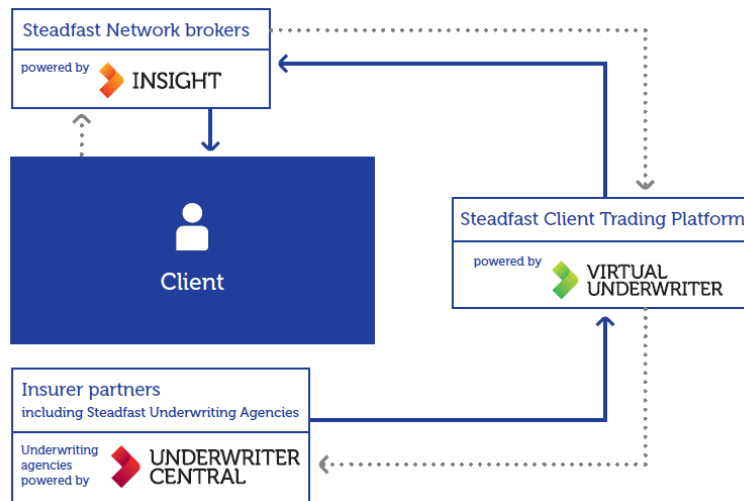 Steadfast Network brokers
powered by
INSIGHT
Client
Steadfast Client Trading Platform
powered by
VIRTUAL
UNDERWRITER
Insurer partners
including Steadfast Underwriting Agencies
Underwriting
agencies
powered by
UNDERWRITER
CENTRAL